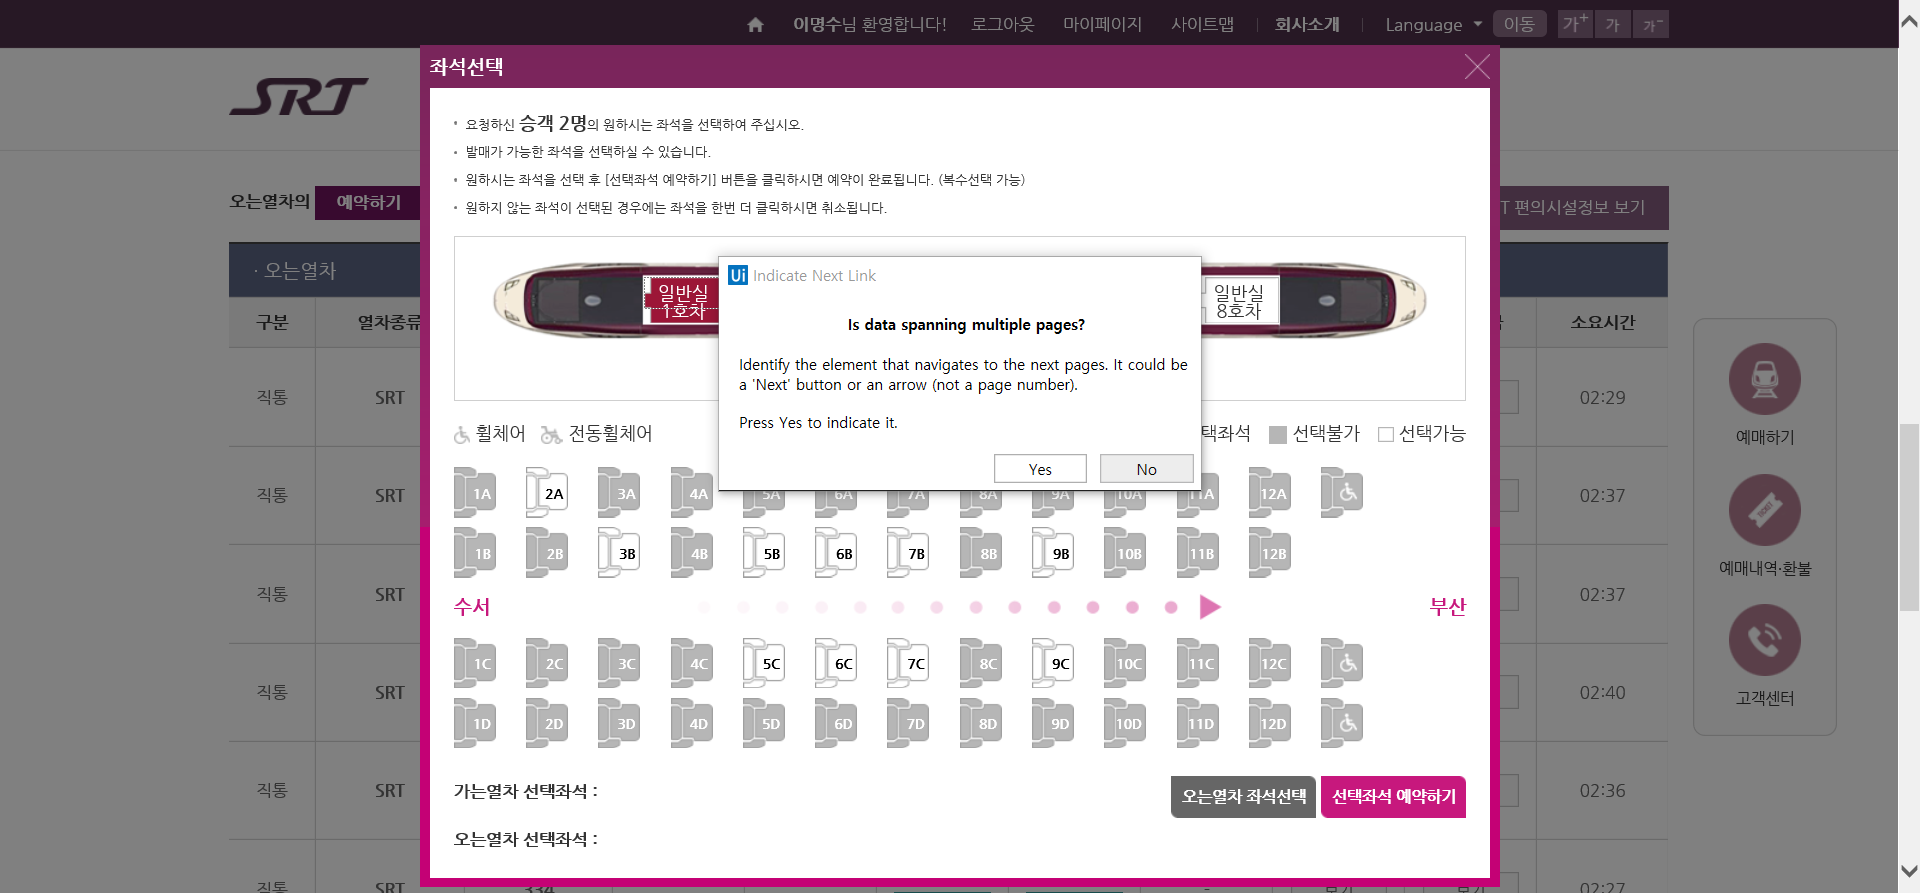 이명수님 환영합니다! 로그아웃 마이페이지 사이트맵 회사소개 Language 이동 가+ 가 가-
좌석선택
SRT
요청하신 승객 2명의 원하시는 좌석을 선택하여 주십시오.
발매가 가능한 좌석을 선택하실 수 있습니다.
원하시는 좌석을 선택 후 [선택좌석 예약하기] 버튼을 클릭하시면 예약이 완료됩니다. (복수선택 가능)
원하지 않는 좌석이 선택된 경우에는 좌석을 한번 더 클릭하시면 취소됩니다.
오는열차의 예약하기
T 편의시설정보 보기
· 오는열차
구분 열차종류 소요시간
일반실
1호차
일반실
8호차
Ui Indicate Next Link
Is data spanning multiple pages?
Identify the element that navigates to the next pages. It could be
a 'Next' button or an arrow (not a page number).
Press Yes to indicate it.
Yes No
직통 SRT 02:29
휠체어 전동휠체어 택좌석 선택불가 선택가능
예매하기
1A 2A 3A 4A 5A 6A 7A 8A 9A 10A 11A 12A
직통 SRT 02:37
1B 2B 3B 4B 5B 6B 7B 8B 9B 10B 11B 12B
예매내역·환불
직통 SRT 02:37
수서 부산
1C 2C 3C 4C 5C 6C 7C 8C 9C 10C 11C 12C
직통 SRT 02:40
고객센터
1D 2D 3D 4D 5D 6D 7D 8D 9D 10D 11D 12D
직통 SRT 02:36
가는열차 선택좌석 :
오는열차 좌석선택 선택좌석 예약하기
오는열차 선택좌석 :
직통 SRT 334 - 보기 보기 02:27